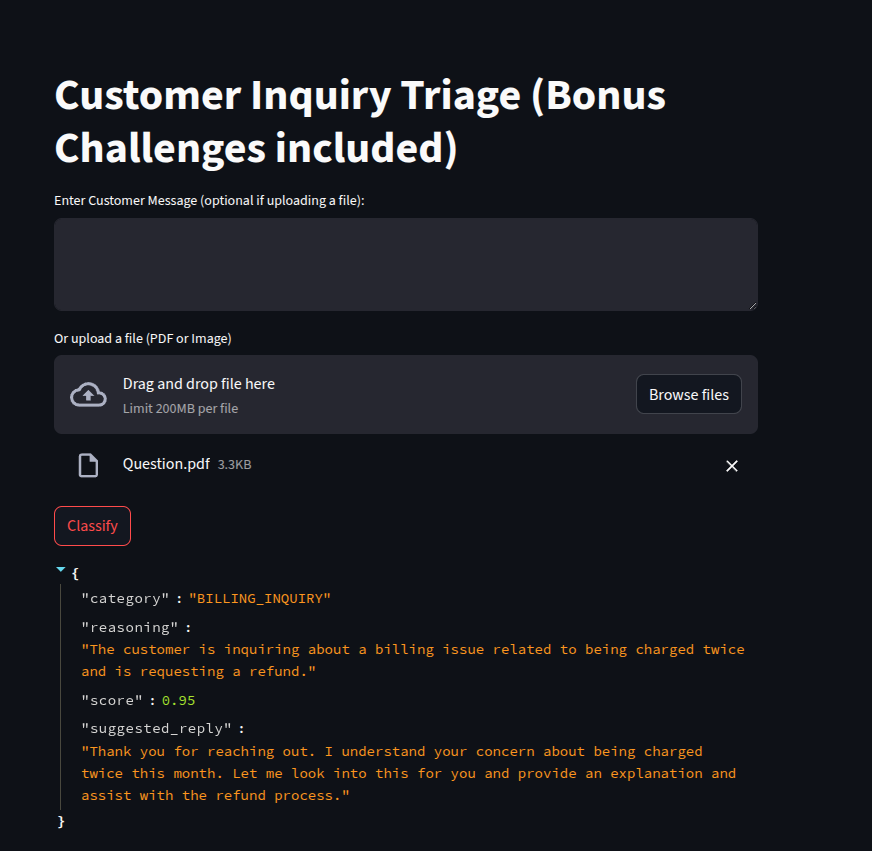 Customer Inquiry Triage (Bonus
Challenges included)
Enter Customer Message (optional if uploading a file):
Or upload a file (PDF or Image)
Drag and drop file here
Limit 200MB per file
Browse files
Question.pdf 3.3KB
Classify
{
"category" : "BILLING_INQUIRY"
"reasoning" :
"The customer is inquiring about a billing issue related to being charged twice
and is requesting a refund."
"score" : 0.95
"suggested_reply" :
"Thank you for reaching out. I understand your concern about being charged
twice this month. Let me look into this for you and provide an explanation and
assist with the refund process."
}